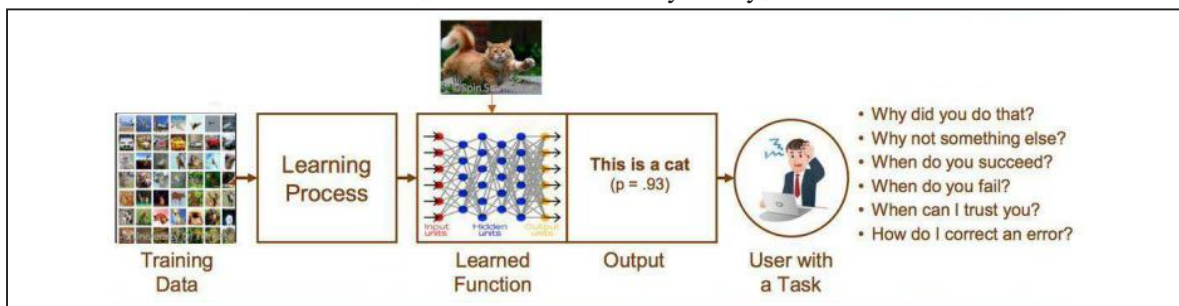 ©Spin.S
Learning
Process
Input
units
Hidden
units
Output
units
This is a cat
(p = .93)
• Why did you do that?
• Why not something else?
• When do you succeed?
• When do you fail?
• When can I trust you?
• How do I correct an error?
Training
Data
Learned
Function
Output
User with
a Task